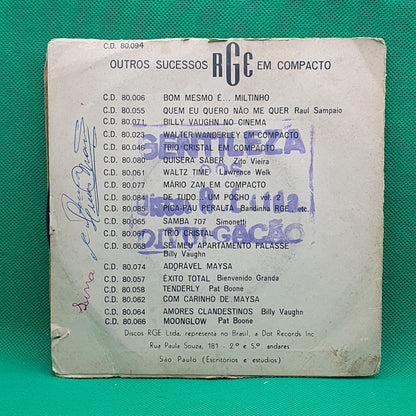 C.D. 80.094
OUTROS SUCESSOS RGE EM COMPACTO
C.D. 80.006 BOM MESMO É... MILTINHO
C.D. 80.055 QUEM EU QUERO NÃO ME QUER Raul Sampaio
C.D. 80.071 BILLY VAUGHN NO CINEMA
C.D. 80.023 WALTER WANDERLEY EM COMPACTO
C.D. 80.046 TRIO CRISTAL EM COMPACTO
C.D. 80.080 QUISERA SABER Zito Vieira
C.D. 80.061 WALTZ TIME Lawrence Welk
C.D. 80.077 MÁRIO ZAN EM COMPACTO
C.D. 80.084 DE TUDO UM POCHO vol. 2
C.D. 80.085 PICA-PAU PERALTA Bandinha RGE, etc.
C.D. 80.065 SAMBA 707 Simonetti
C.D. 80.067 TRIO CRISTAL
C.D. 80.068 SE MEU APARTAMENTO FALASSE
Billy Vaughn
C.D. 80.074 ADORÁVEL MAYSA
C.D. 80.057 ÊXITO TOTAL Bienvenido Granda
C.D. 80.058 TENDERLY Pat Boone
C.D. 80.062 COM CARINHO DE MAYSA
C.D. 80.064 AMORES CLANDESTINOS Billy Vaughn
C.D. 80.066 MOONGLOW Pat Boone
Discos RGE Ltda. representa no Brasil, a Dot Records Inc
Rua Paula Souza, 181 - 2.º e 5.º andares
São Paulo (Escritórios e estúdios)
GENTILEZA
DOS
Ltda
DIVULGAÇÃO